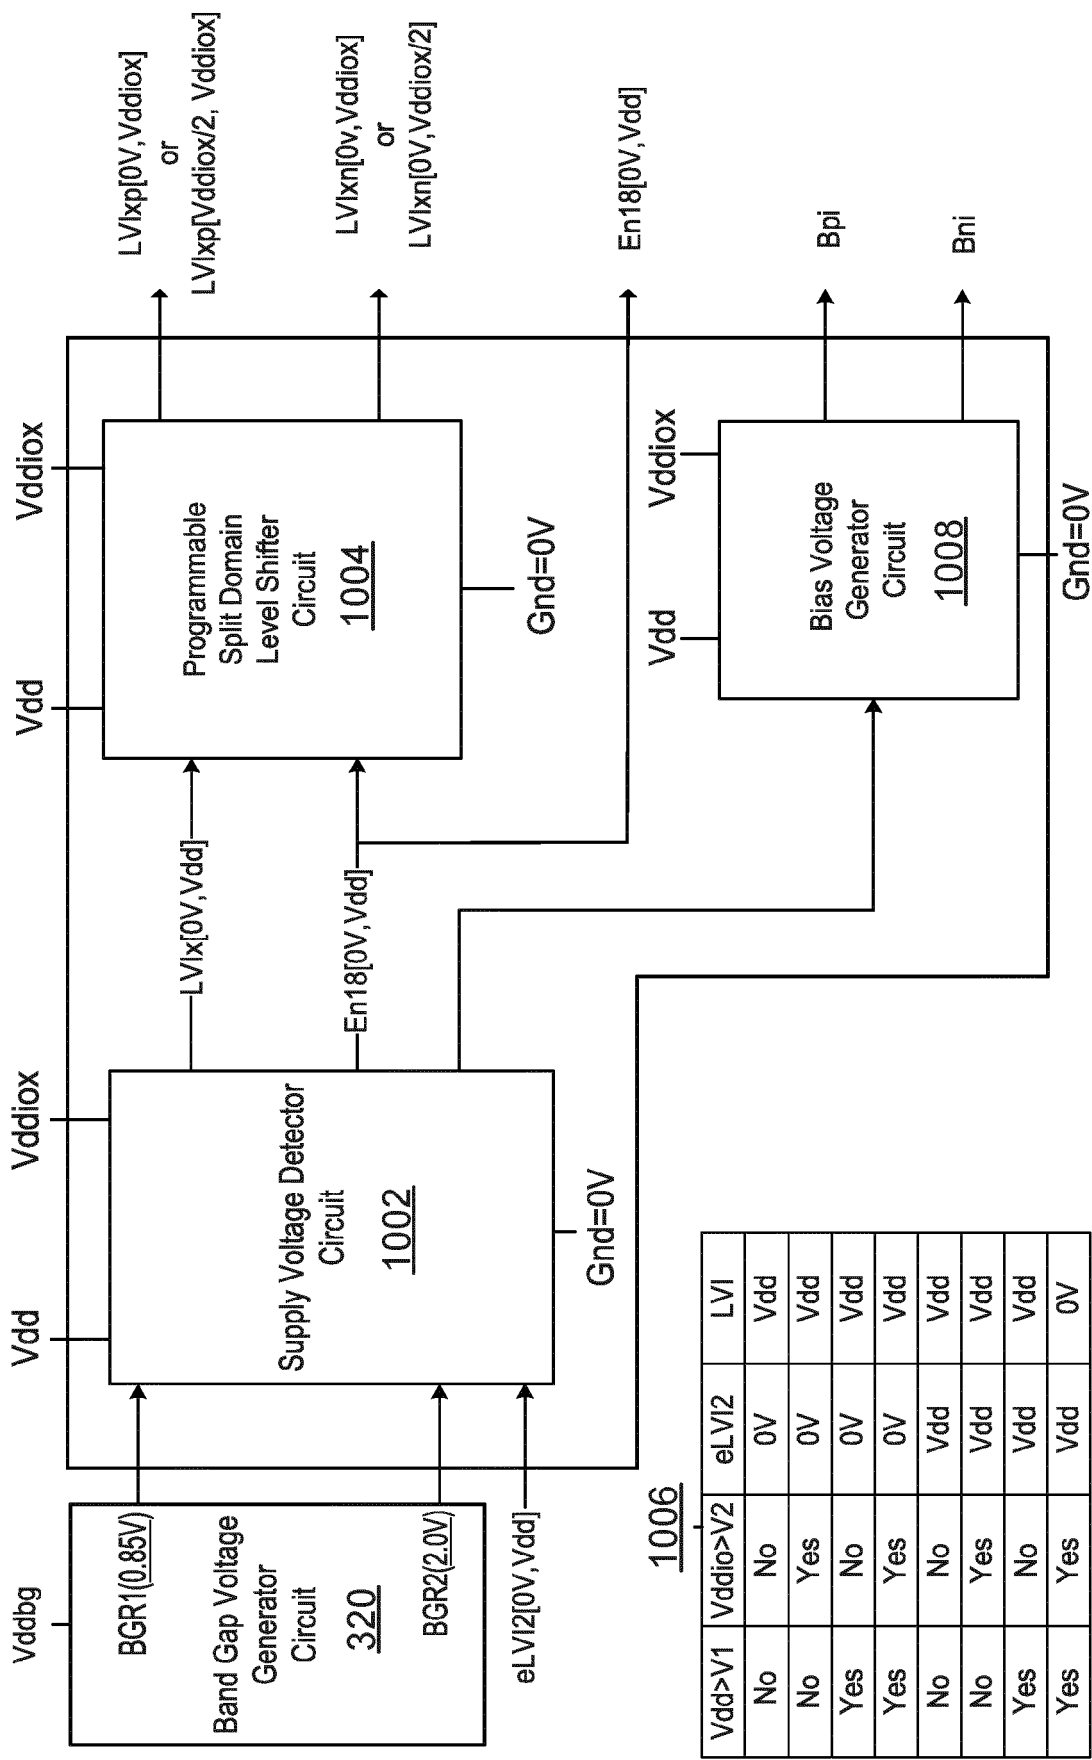 Vddbg
BGR1(0.85V)
Band Gap Voltage
Generator
Circuit
320
BGR2(2.0V)
eLVI2[0V,Vdd]
Vdd
Vddiox
Supply Voltage Detector
Circuit
1002
Gnd=0V
LVIx[0V,Vdd]
En18[0V,Vdd]
Vdd
Vddiox
Programmable
Split Domain
Level Shifter
Circuit
1004
Gnd=0V
Vdd
Vddiox
Bias Voltage
Generator
Circuit
1008
Gnd=0V
LVIxp[0V,Vddiox]
or
LVIxp[Vddiox/2, Vddiox]
LVIxn[0v,Vddiox]
or
LVIxn[0V,Vddiox/2]
En18[0V,Vdd]
Bpi
Bni
1006
Vdd>V1 Vddio>V2 eLVI2 LVI
No No 0V Vdd
No Yes 0V Vdd
Yes No 0V Vdd
Yes Yes 0V Vdd
No No Vdd Vdd
No Yes Vdd Vdd
Yes No Vdd Vdd
Yes Yes Vdd 0V